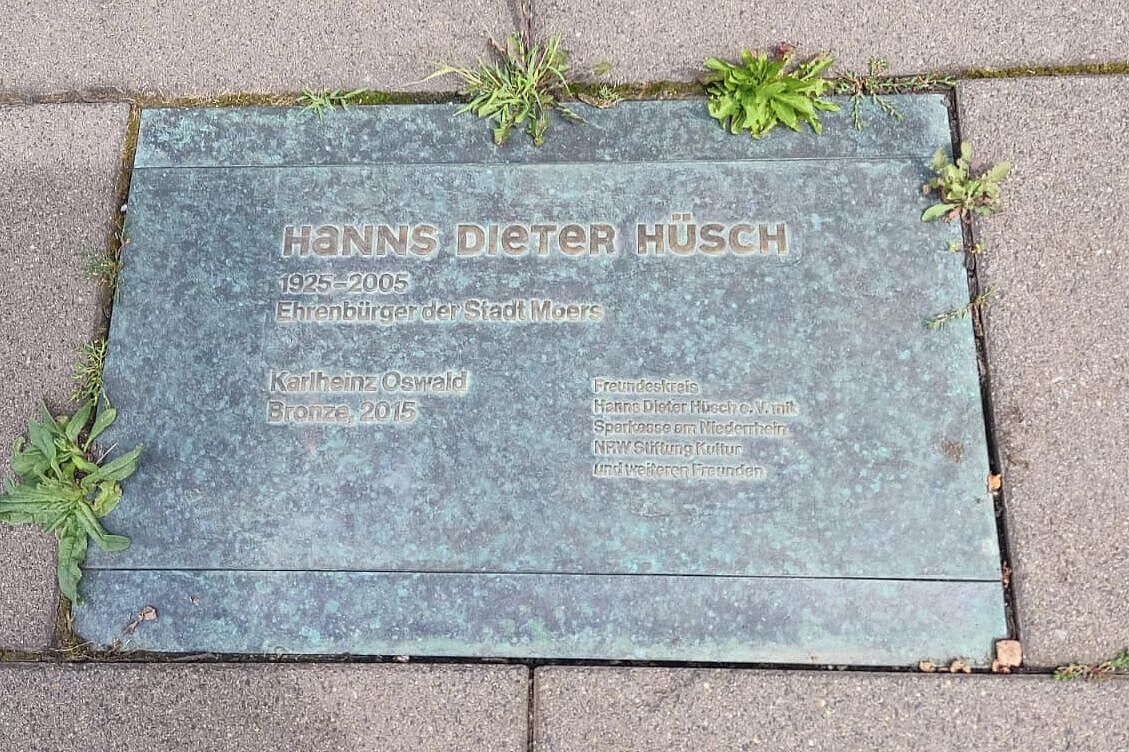 HaNNS DIeTeR HÜSCH
1925–2005
Ehrenbürger der Stadt Moers
Karlheinz Oswald
Bronze, 2015
Freundeskreis
Hanns Dieter Hüsch e. V. mit
Sparkasse am Niederrhein
NRW Stiftung Kultur
und weiteren Freunden